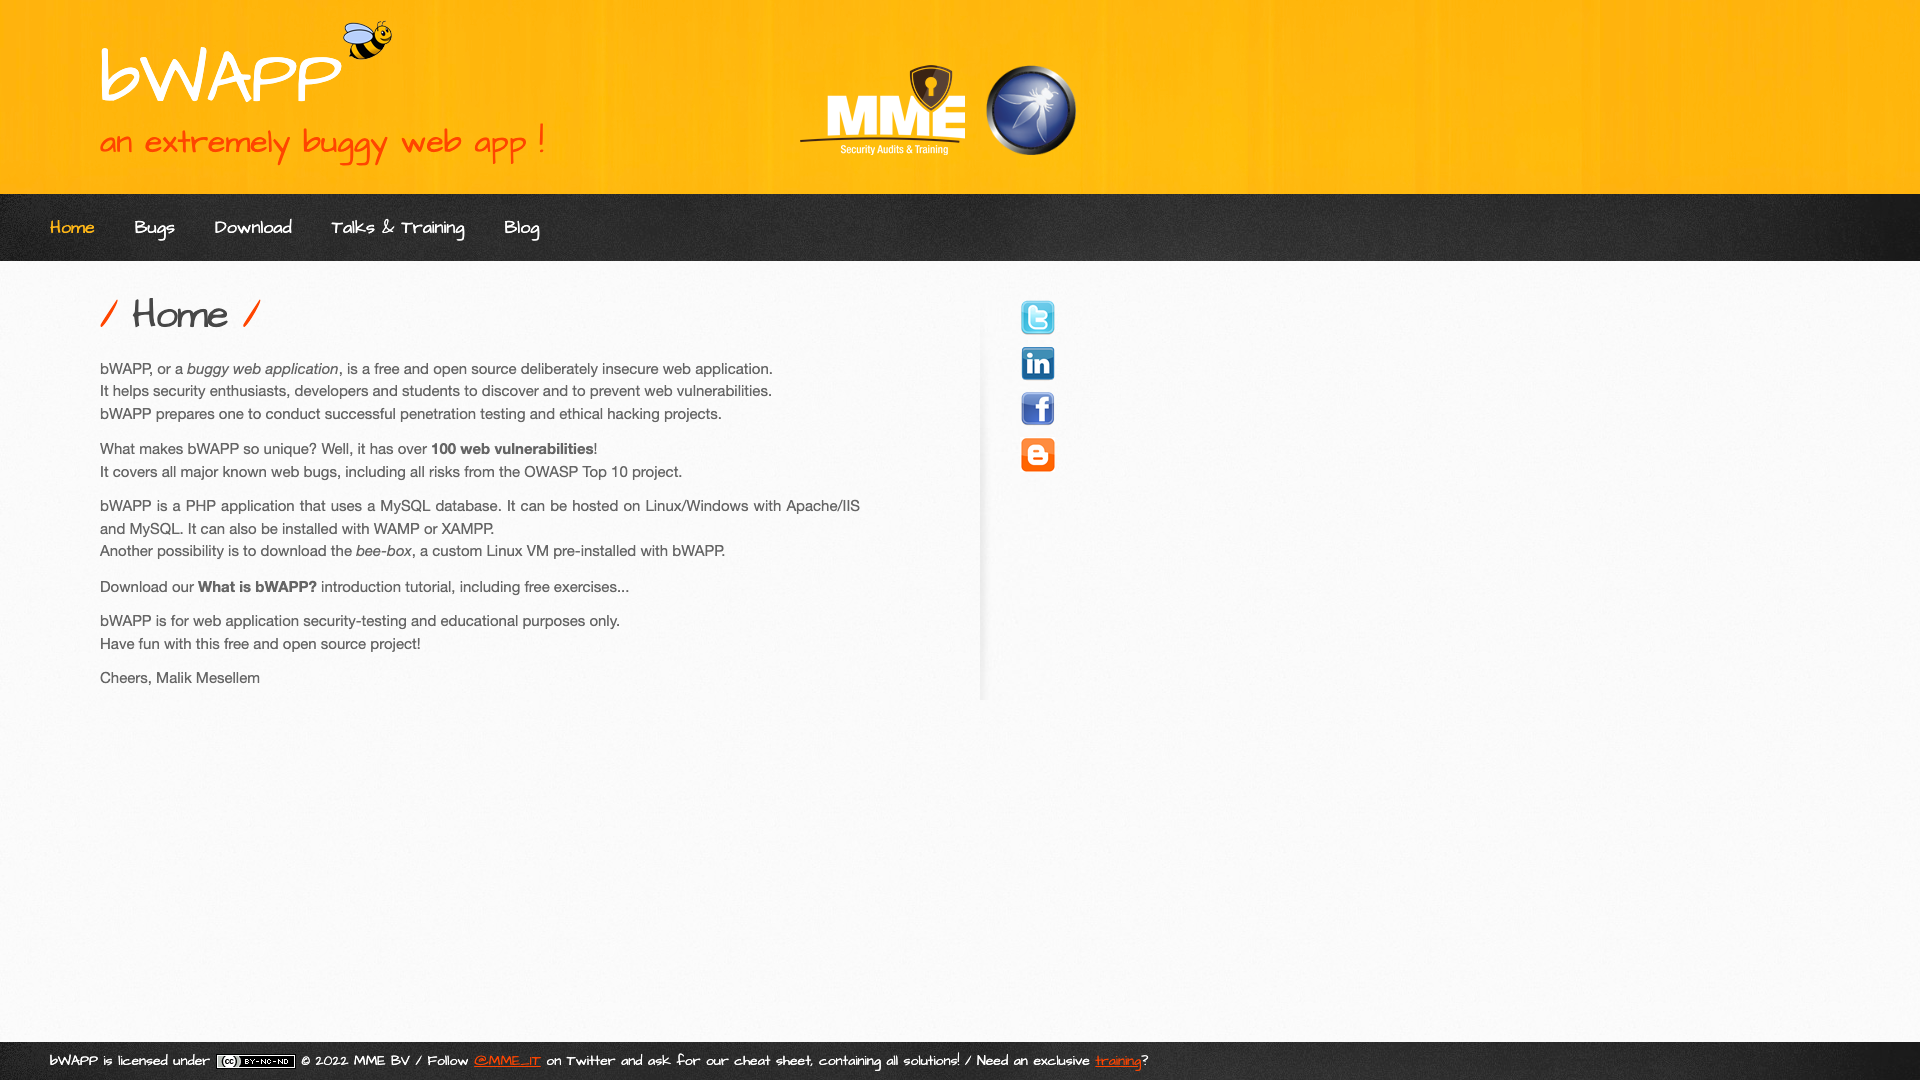 bWAPP
an extremely buggy web app !
MME
Security Audits & Training
Home
Bugs
Download
Talks & Training
Blog
/ Home /
bWAPP, or a buggy web application, is a free and open source deliberately insecure web application.
It helps security enthusiasts, developers and students to discover and to prevent web vulnerabilities.
bWAPP prepares one to conduct successful penetration testing and ethical hacking projects.
What makes bWAPP so unique? Well, it has over 100 web vulnerabilities!
It covers all major known web bugs, including all risks from the OWASP Top 10 project.
bWAPP is a PHP application that uses a MySQL database. It can be hosted on Linux/Windows with Apache/IIS
and MySQL. It can also be installed with WAMP or XAMPP.
Another possibility is to download the bee-box, a custom Linux VM pre-installed with bWAPP.
Download our What is bWAPP? introduction tutorial, including free exercises...
bWAPP is for web application security-testing and educational purposes only.
Have fun with this free and open source project!
Cheers, Malik Mesellem
bWAPP is licensed under cc BY-NC-ND © 2022 MME BV / Follow @MME_IT on Twitter and ask for our cheat sheet, containing all solutions! / Need an exclusive training?